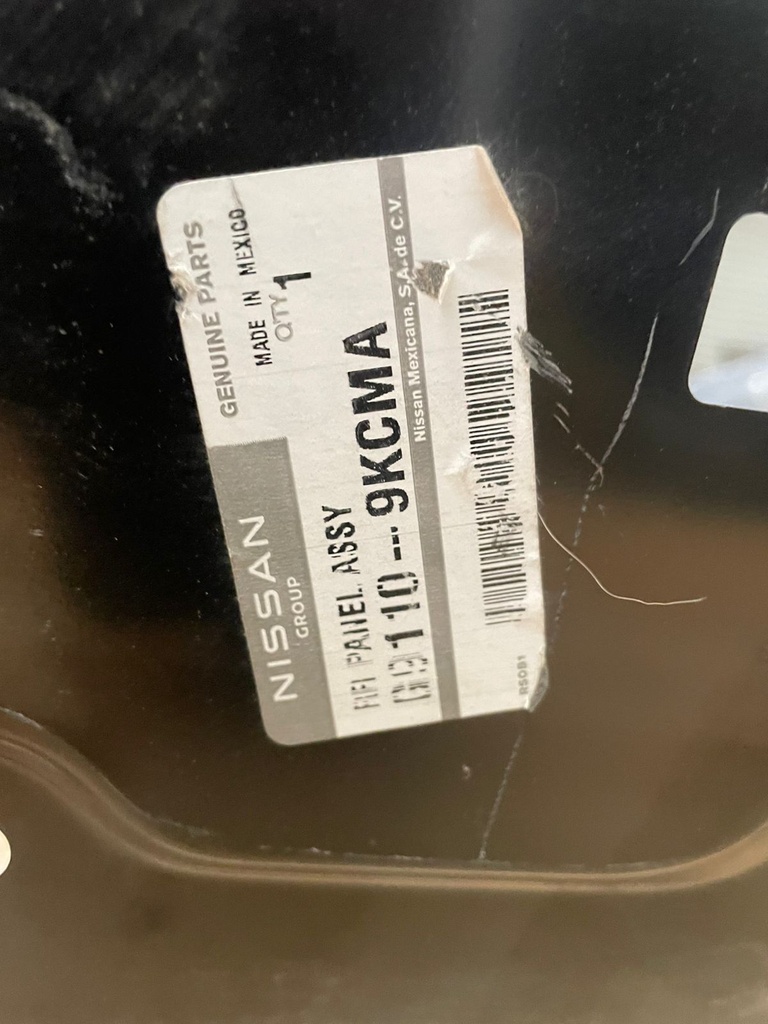 NISSAN
GROUP
GENUINE PARTS
MADE IN MEXICO
QTY 1
PANEL ASSY
9KCMA
Nissan Mexicana, S.A. de C.V.